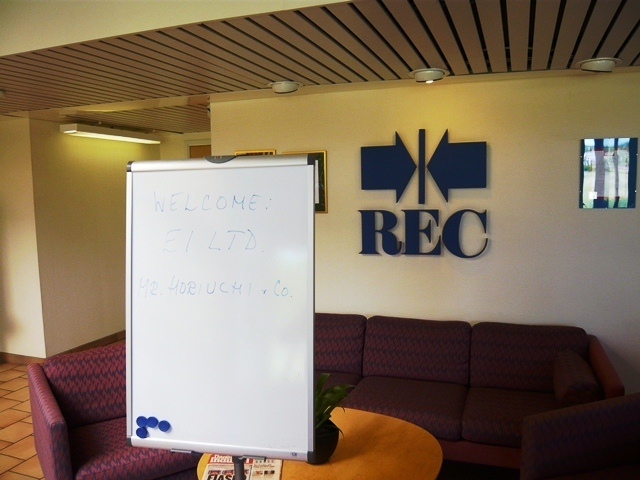 WELCOME:
EI LTD.
MR. HORIUCHI & Co.
REC